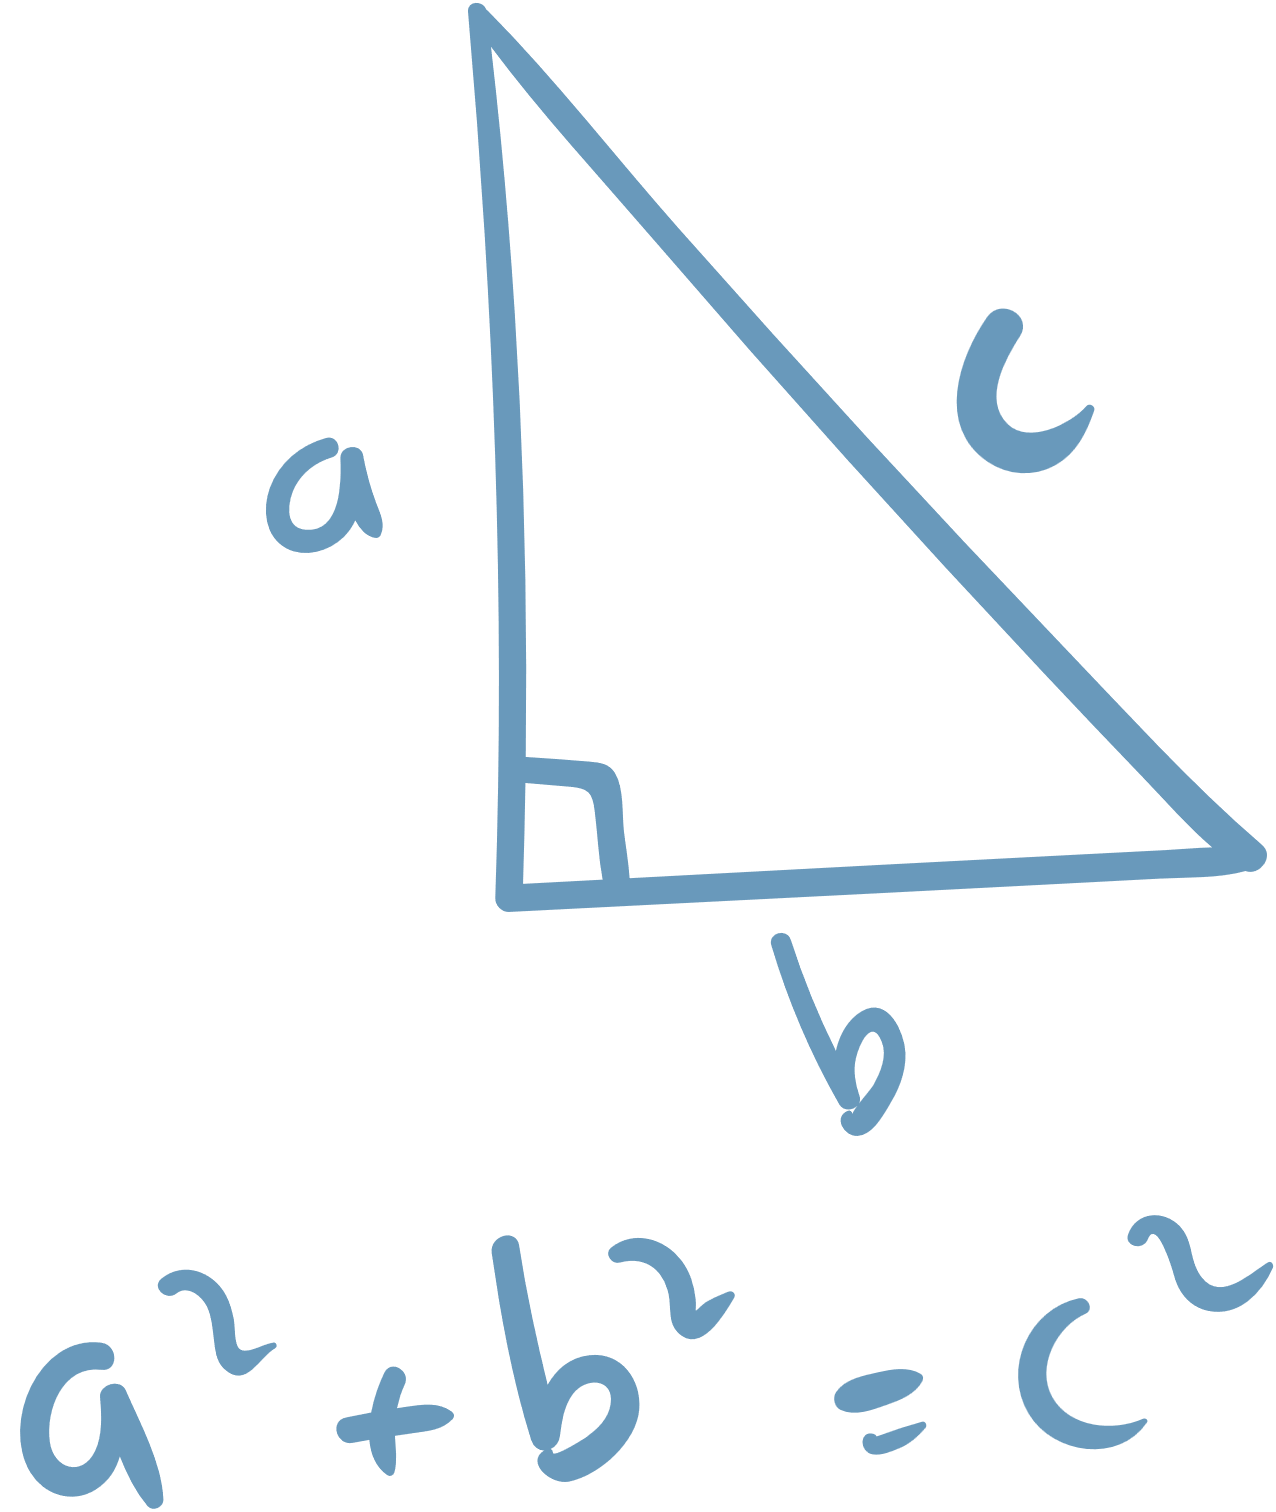 a
c
b
a² + b² = c²